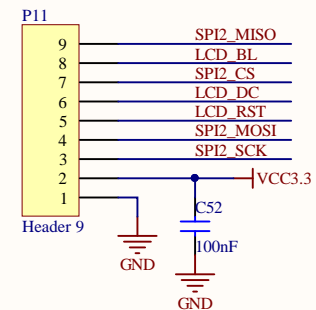 P11
9 SPI2_MISO
8 LCD_BL
7 SPI2_CS
6 LCD_DC
5 LCD_RST
4 SPI2_MOSI
3 SPI2_SCK
2 VCC3.3
1
C52
Header 9
100nF
GND
GND